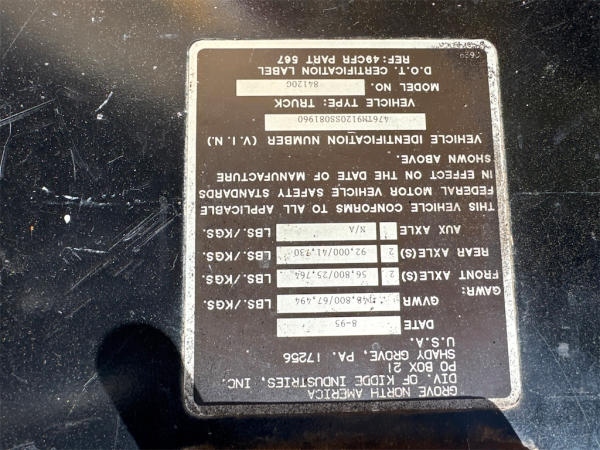 GROVE NORTH AMERICA
DIV. OF KIDDE INDUSTRIES, INC.
PO BOX 21
SHADY GROVE, PA. 17256
U.S.A.
DATE 8-95
GVWR 148,800/67,494 LBS./KGS.
GAWR:
FRONT AXLE(S) 2 56,800/25,764 LBS./KGS.
REAR AXLE(S) 2 92,000/41,730 LBS./KGS.
AUX AXLE N/A LBS./KGS.
THIS VEHICLE CONFORMS TO ALL APPLICABLE
FEDERAL MOTOR VEHICLE SAFETY STANDARDS
IN EFFECT ON THE DATE OF MANUFACTURE
SHOWN ABOVE.
VEHICLE IDENTIFICATION NUMBER (V.I.N.)
476TM9120SS081960
VEHICLE TYPE: TRUCK
MODEL NO. 84120G
D.O.T. CERTIFICATION LABEL
REF: 49CFR PART 567